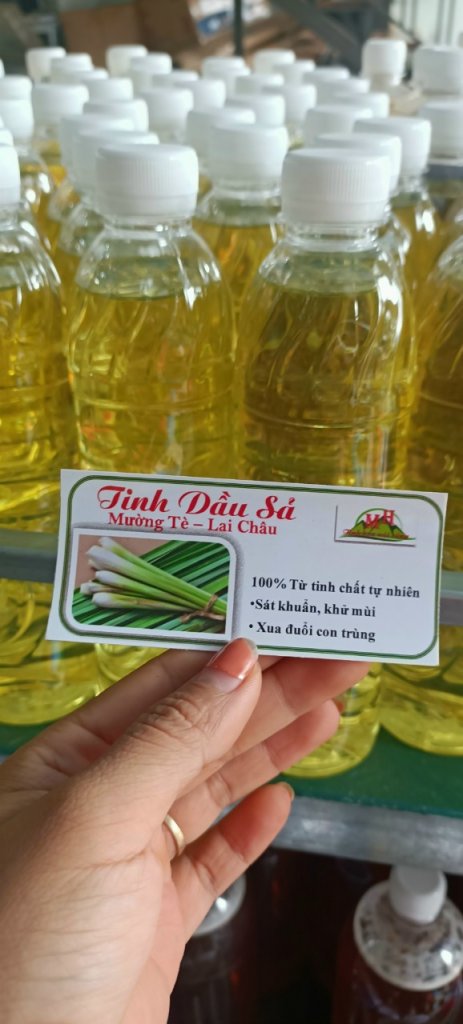 Tinh Dầu Sả
Mường Tè – Lai Châu
MH
100% Từ tinh chất tự nhiên
•Sát khuẩn, khử mùi
• Xua đuổi con trùng